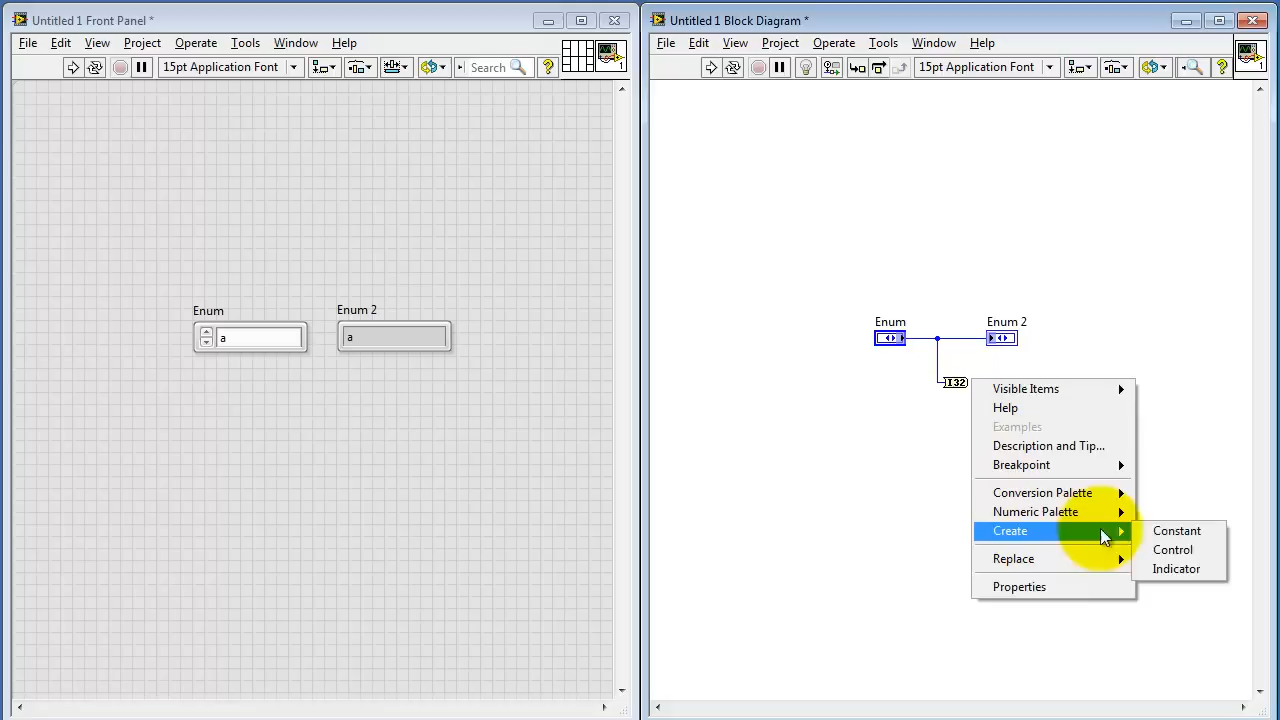 Untitled 1 Front Panel *
File Edit View Project Operate Tools Window Help
15pt Application Font
Search
?
1
Enum
a
Enum 2
a
Untitled 1 Block Diagram *
File Edit View Project Operate Tools Window Help
15pt Application Font
?
1
Enum
Enum 2
I32
Visible Items
Help
Examples
Description and Tip...
Breakpoint
Conversion Palette
Numeric Palette
Create
Replace
Properties
Constant
Control
Indicator